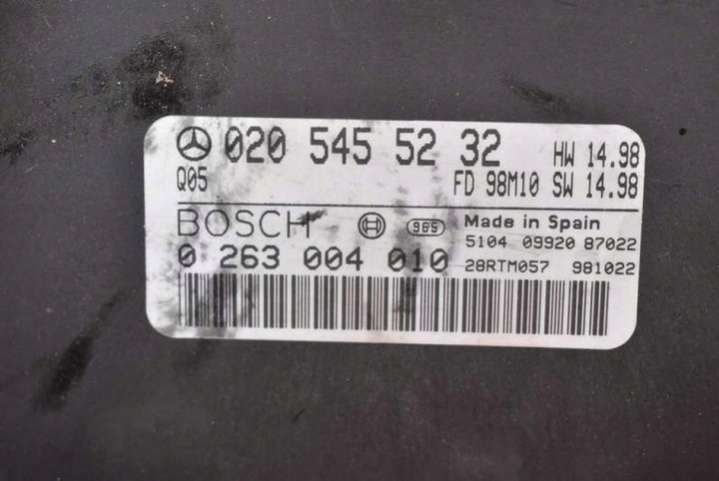 020 545 52 32 HW 14.98
Q05 FD 98M10 SW 14.98
BOSCH 965 Made in Spain
5104 09920 87022
0 263 004 010 28RTM057 981022